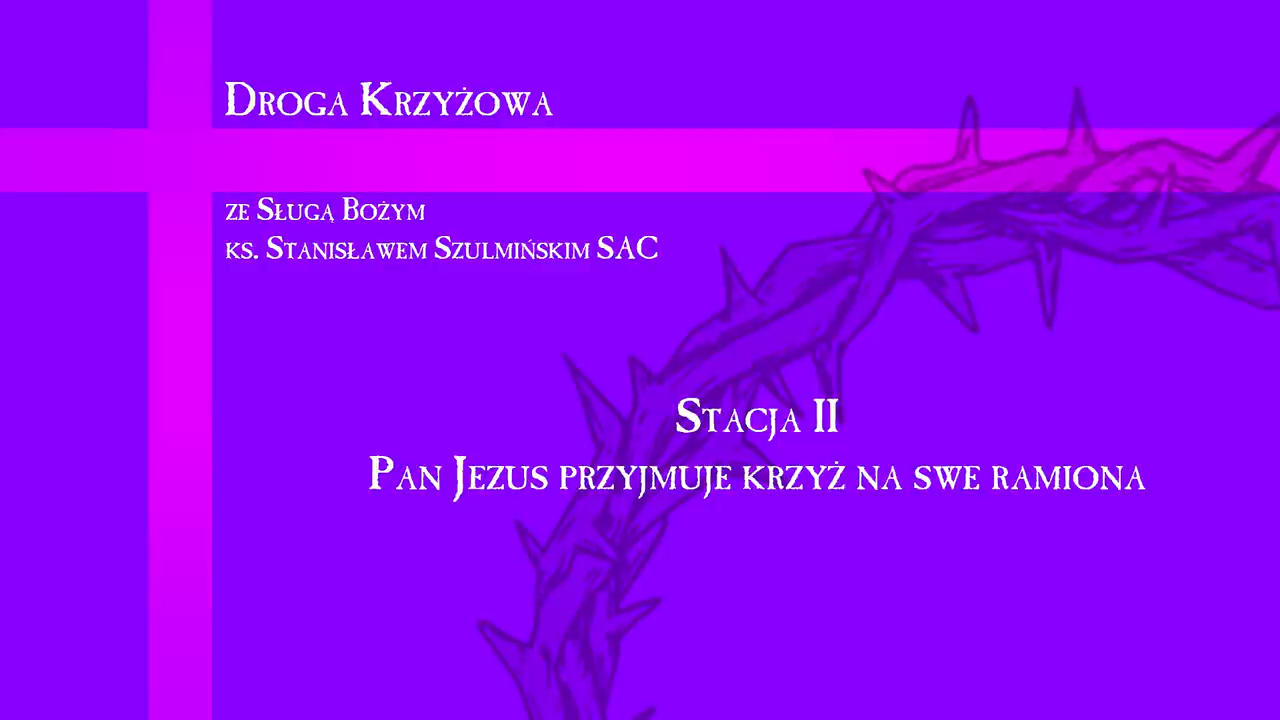 Droga Krzyżowa
ze Sługą Bożym
ks. Stanisławem Szulmińskim SAC
Stacja II
Pan Jezus przyjmuje krzyż na swe ramiona